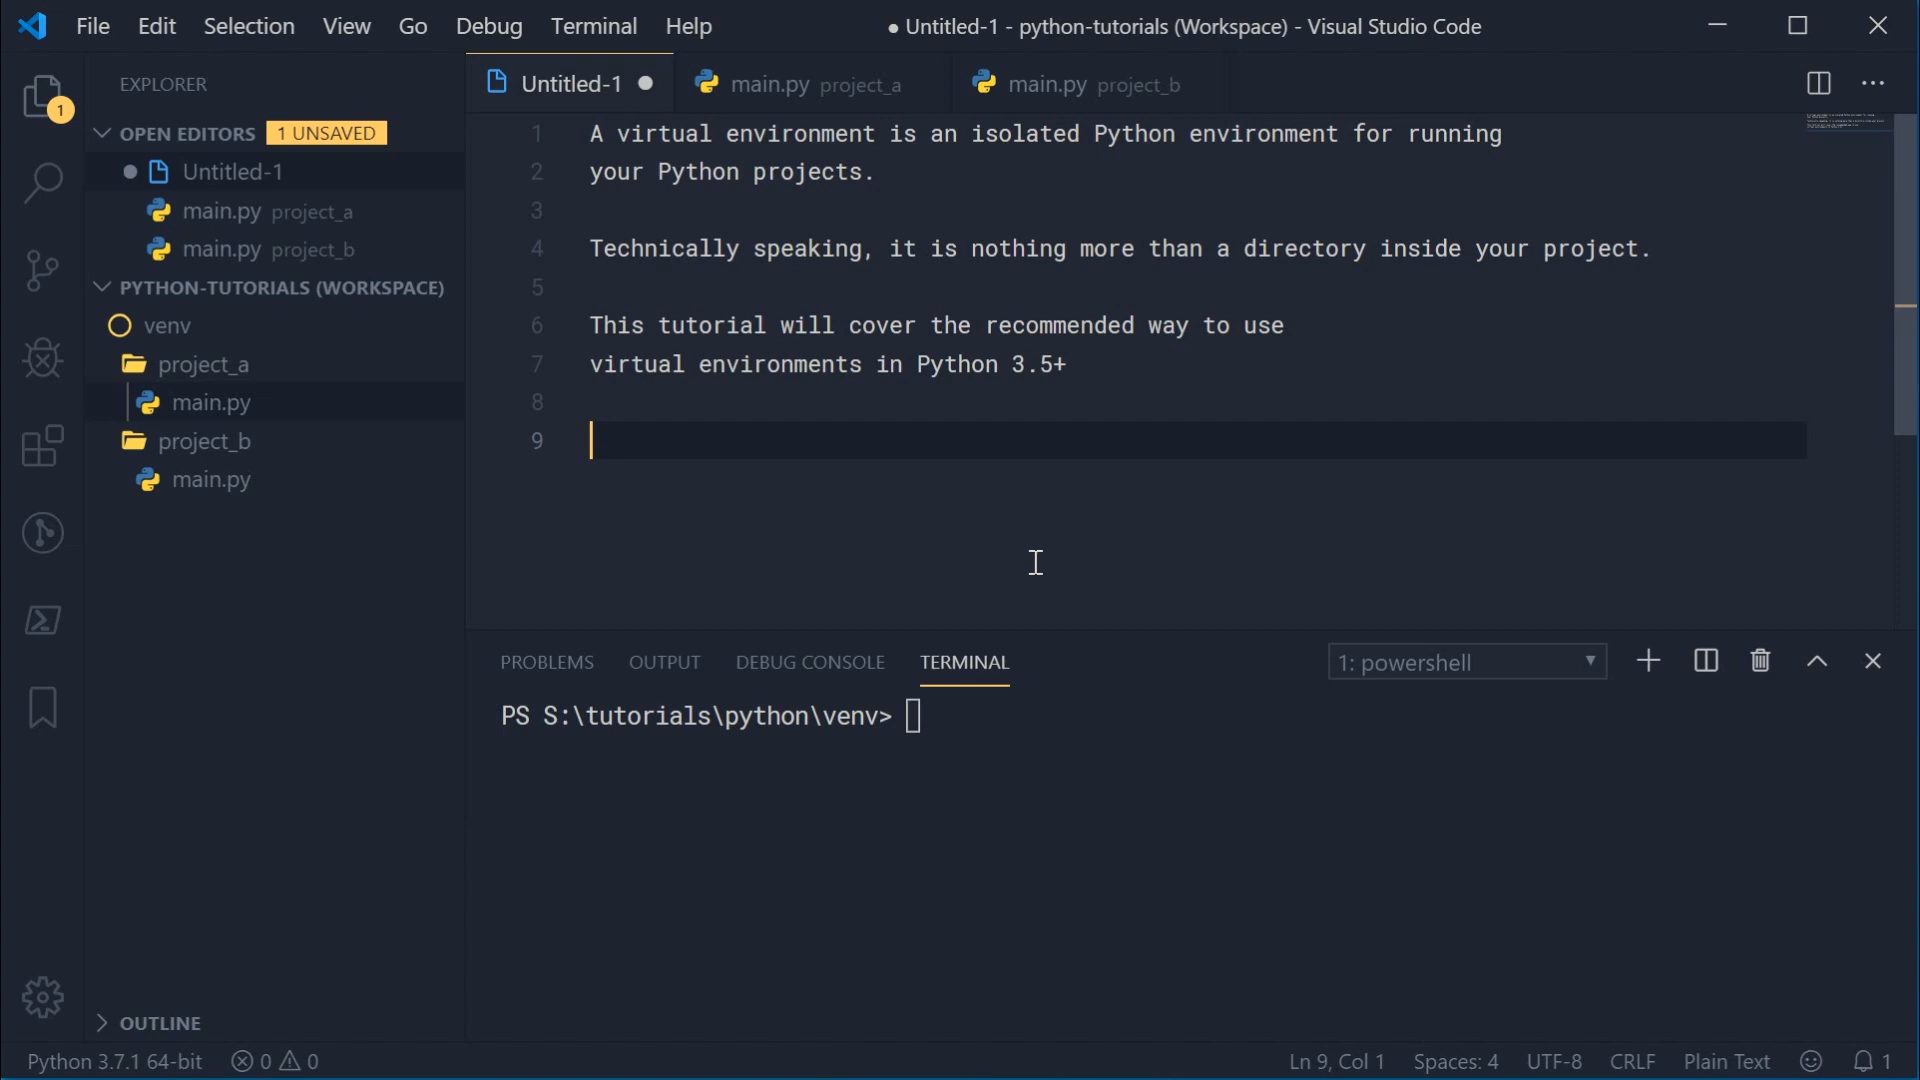 File Edit Selection View Go Debug Terminal Help
● Untitled-1 - python-tutorials (Workspace) - Visual Studio Code
EXPLORER
1
OPEN EDITORS 1 UNSAVED
Untitled-1
main.py project_a
main.py project_b
PYTHON-TUTORIALS (WORKSPACE)
venv
project_a
main.py
project_b
main.py
OUTLINE
Untitled-1 main.py project_a main.py project_b
1 A virtual environment is an isolated Python environment for running
2 your Python projects.
3
4 Technically speaking, it is nothing more than a directory inside your project.
5
6 This tutorial will cover the recommended way to use
7 virtual environments in Python 3.5+
8
9
PROBLEMS OUTPUT DEBUG CONSOLE TERMINAL 1: powershell
PS S:\tutorials\python\venv>
Python 3.7.1 64-bit 0 0 Ln 9, Col 1 Spaces: 4 UTF-8 CRLF Plain Text 1